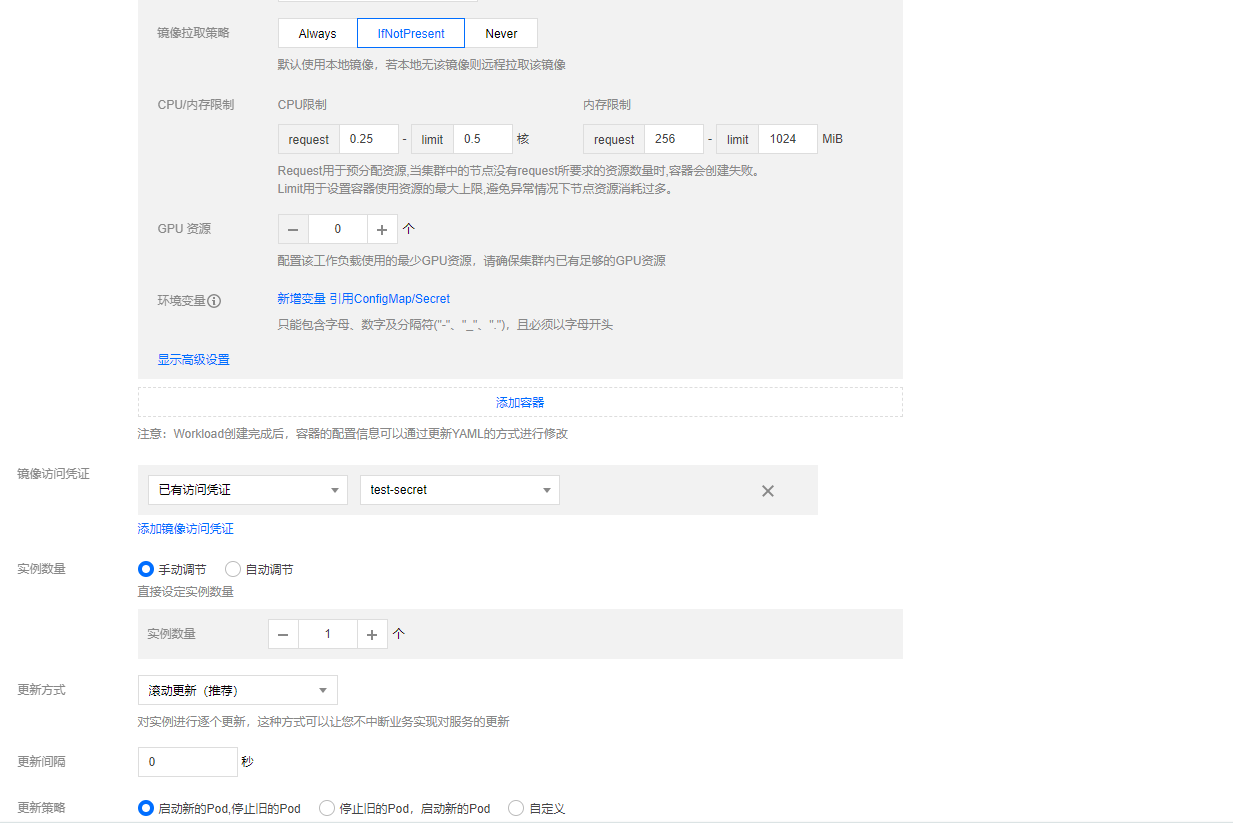 镜像拉取策略 Always IfNotPresent Never
默认使用本地镜像，若本地无该镜像则远程拉取该镜像
CPU/内存限制 CPU限制 内存限制
request 0.25 - limit 0.5 核 request 256 - limit 1024 MiB
Request用于预分配资源,当集群中的节点没有request所要求的资源数量时,容器会创建失败。
Limit用于设置容器使用资源的最大上限,避免异常情况下节点资源消耗过多。
GPU 资源 − 0 + 个
配置该工作负载使用的最少GPU资源，请确保集群内已有足够的GPU资源
环境变量 新增变量 引用ConfigMap/Secret
只能包含字母、数字及分隔符("-"、"_"、".")，且必须以字母开头
显示高级设置
添加容器
注意：Workload创建完成后，容器的配置信息可以通过更新YAML的方式进行修改
镜像访问凭证 已有访问凭证 test-secret
添加镜像访问凭证
实例数量 手动调节 自动调节
直接设定实例数量
实例数量 − 1 + 个
更新方式 滚动更新（推荐）
对实例进行逐个更新，这种方式可以让您不中断业务实现对服务的更新
更新间隔 0 秒
更新策略 启动新的Pod,停止旧的Pod 停止旧的Pod，启动新的Pod 自定义